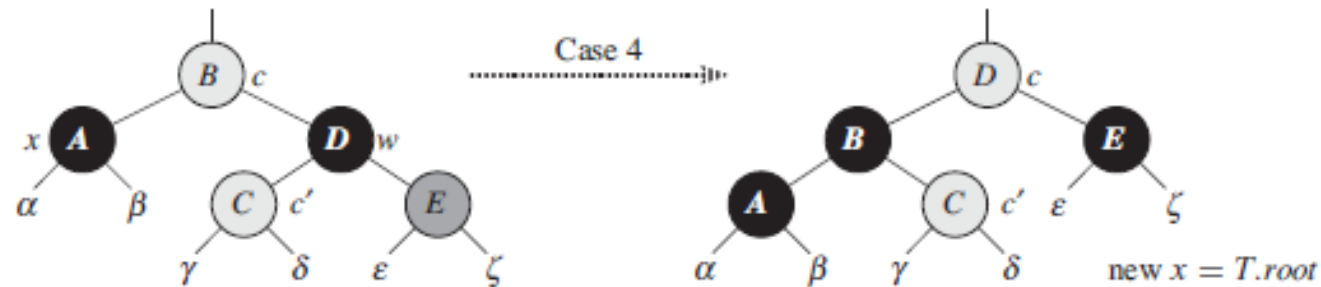 Case 4
B c D c
x A D w B E
α β C c′ E A C c′ ε ζ
γ δ ε ζ α β γ δ new x = T.root